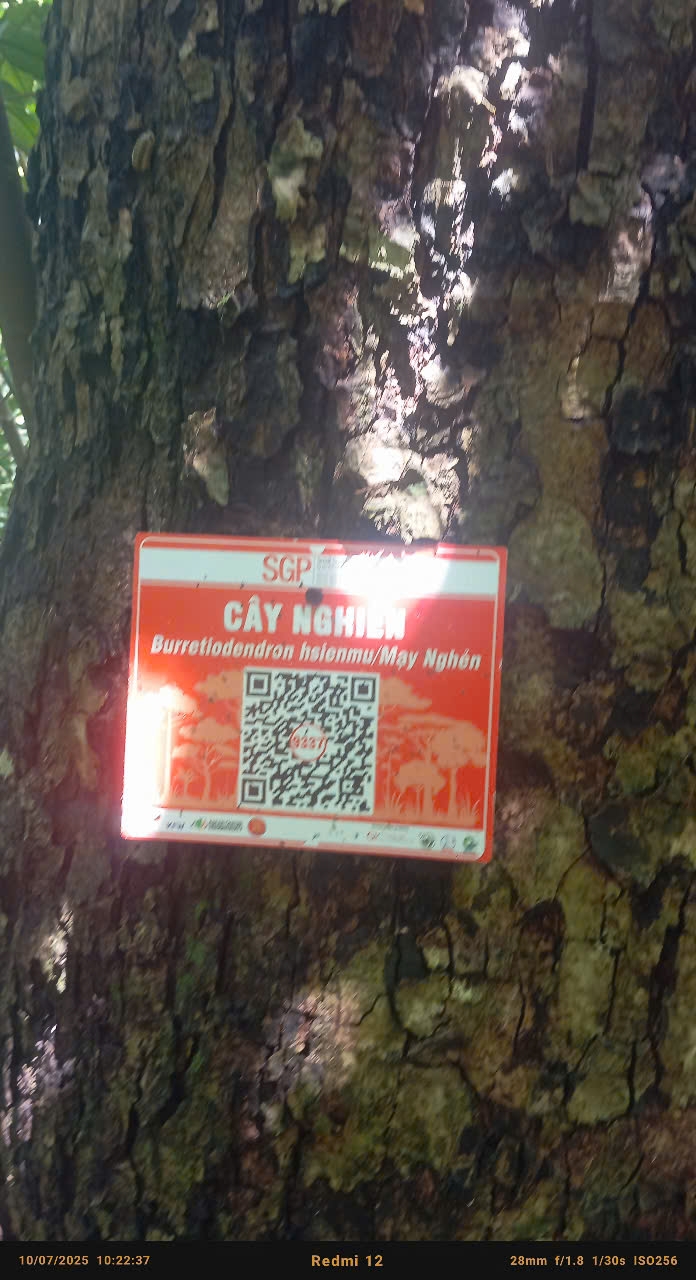 SGP
CÂY NGHIẾN
Burretiodendron hsienmu/Mạy Nghến
9337
10/07/2025 10:22:37
Redmi 12
28mm f/1.8 1/30s ISO256